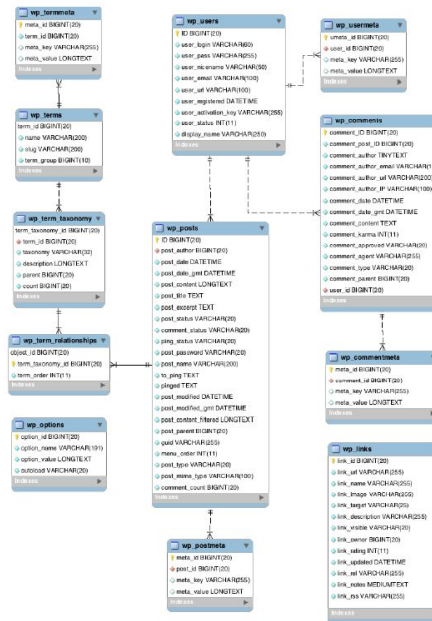 wp_termmeta
meta_id BIGINT(20)
term_id BIGINT(20)
meta_key VARCHAR(255)
meta_value LONGTEXT
Indexes
wp_terms
term_id BIGINT(20)
name VARCHAR(200)
slug VARCHAR(200)
term_group BIGINT(10)
Indexes
wp_term_taxonomy
term_taxonomy_id BIGINT(20)
term_id BIGINT(20)
taxonomy VARCHAR(32)
description LONGTEXT
parent BIGINT(20)
count BIGINT(20)
Indexes
wp_term_relationships
object_id BIGINT(20)
term_taxonomy_id BIGINT(20)
term_order INT(11)
Indexes
wp_options
option_id BIGINT(20)
option_name VARCHAR(191)
option_value LONGTEXT
autoload VARCHAR(20)
Indexes
wp_users
ID BIGINT(20)
user_login VARCHAR(60)
user_pass VARCHAR(255)
user_nicename VARCHAR(50)
user_email VARCHAR(100)
user_url VARCHAR(100)
user_registered DATETIME
user_activation_key VARCHAR(255)
user_status INT(11)
display_name VARCHAR(250)
Indexes
wp_posts
ID BIGINT(20)
post_author BIGINT(20)
post_date DATETIME
post_date_gmt DATETIME
post_content LONGTEXT
post_title TEXT
post_excerpt TEXT
post_status VARCHAR(20)
comment_status VARCHAR(20)
ping_status VARCHAR(20)
post_password VARCHAR(20)
post_name VARCHAR(200)
to_ping TEXT
pinged TEXT
post_modified DATETIME
post_modified_gmt DATETIME
post_content_filtered LONGTEXT
post_parent BIGINT(20)
guid VARCHAR(255)
menu_order INT(11)
post_type VARCHAR(20)
post_mime_type VARCHAR(100)
comment_count BIGINT(20)
Indexes
wp_postmeta
meta_id BIGINT(20)
post_id BIGINT(20)
meta_key VARCHAR(255)
meta_value LONGTEXT
Indexes
wp_usermeta
umeta_id BIGINT(20)
user_id BIGINT(20)
meta_key VARCHAR(255)
meta_value LONGTEXT
Indexes
wp_comments
comment_ID BIGINT(20)
comment_post_ID BIGINT(20)
comment_author TINYTEXT
comment_author_email VARCHAR(1
comment_author_url VARCHAR(200)
comment_author_IP VARCHAR(100)
comment_date DATETIME
comment_date_gmt DATETIME
comment_content TEXT
comment_karma INT(11)
comment_approved VARCHAR(20)
comment_agent VARCHAR(255)
comment_type VARCHAR(20)
comment_parent BIGINT(20)
user_id BIGINT(20)
Indexes
wp_commentmeta
meta_id BIGINT(20)
comment_id BIGINT(20)
meta_key VARCHAR(255)
meta_value LONGTEXT
Indexes
wp_links
link_id BIGINT(20)
link_url VARCHAR(255)
link_name VARCHAR(255)
link_image VARCHAR(255)
link_target VARCHAR(25)
link_description VARCHAR(255)
link_visible VARCHAR(20)
link_owner BIGINT(20)
link_rating INT(11)
link_updated DATETIME
link_rel VARCHAR(255)
link_notes MEDIUMTEXT
link_rss VARCHAR(255)
Indexes